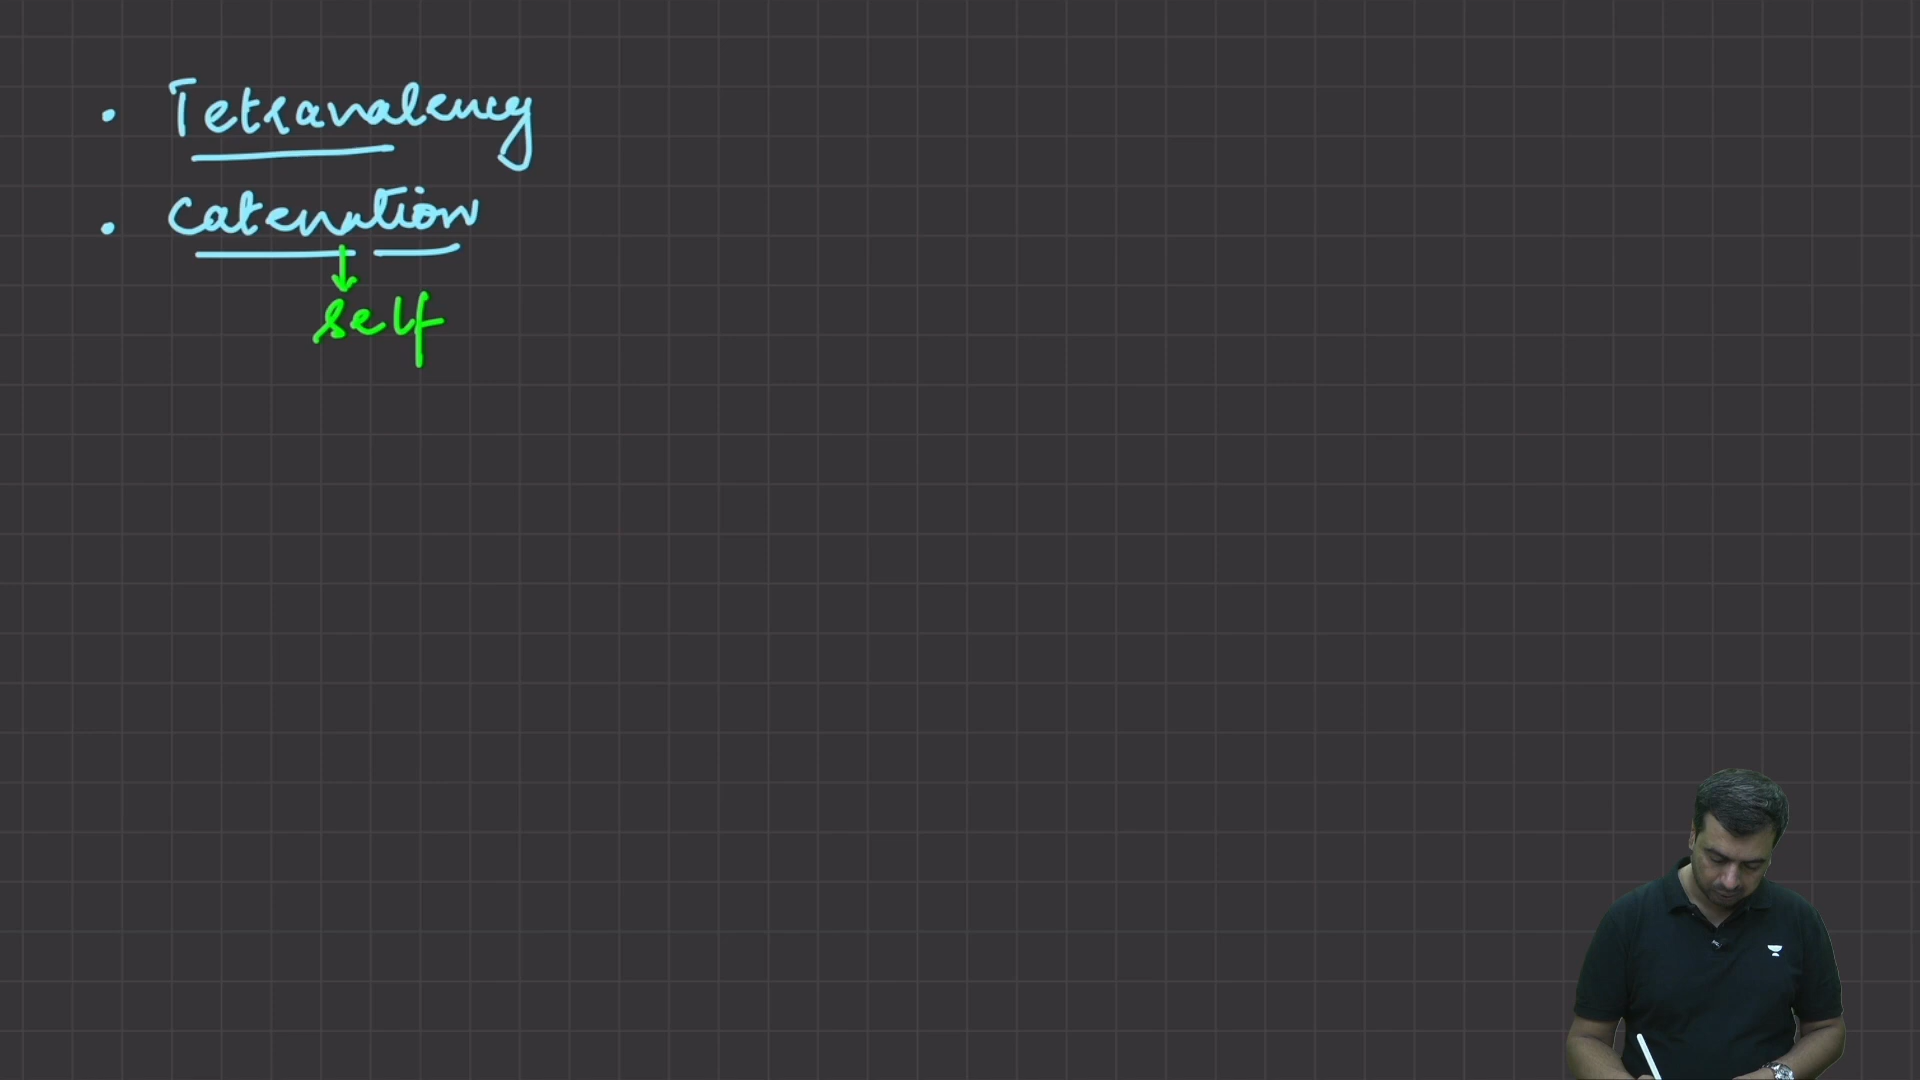 • Tetravalency
• Catenation
↓
self